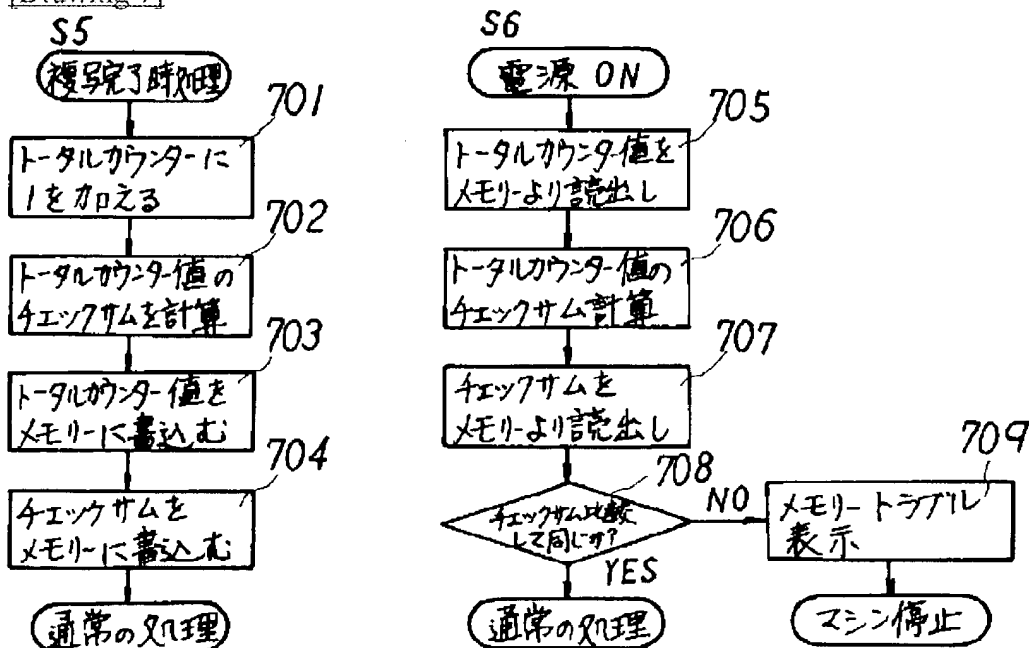 S5
複写完了時処理
701
トータルカウンターに
1を加える
702
トータルカウンター値の
チェックサムを計算
703
トータルカウンター値を
メモリーに書込む
704
チェックサムを
メモリーに書込む
通常の処理
S6
電源 ON
705
トータルカウンター値を
メモリーより読出し
706
トータルカウンター値の
チェックサム計算
707
チェックサムを
メモリーより読出し
708
チェックサム比較
して同じか?
NO
YES
通常の処理
709
メモリートラブル
表示
マシン停止